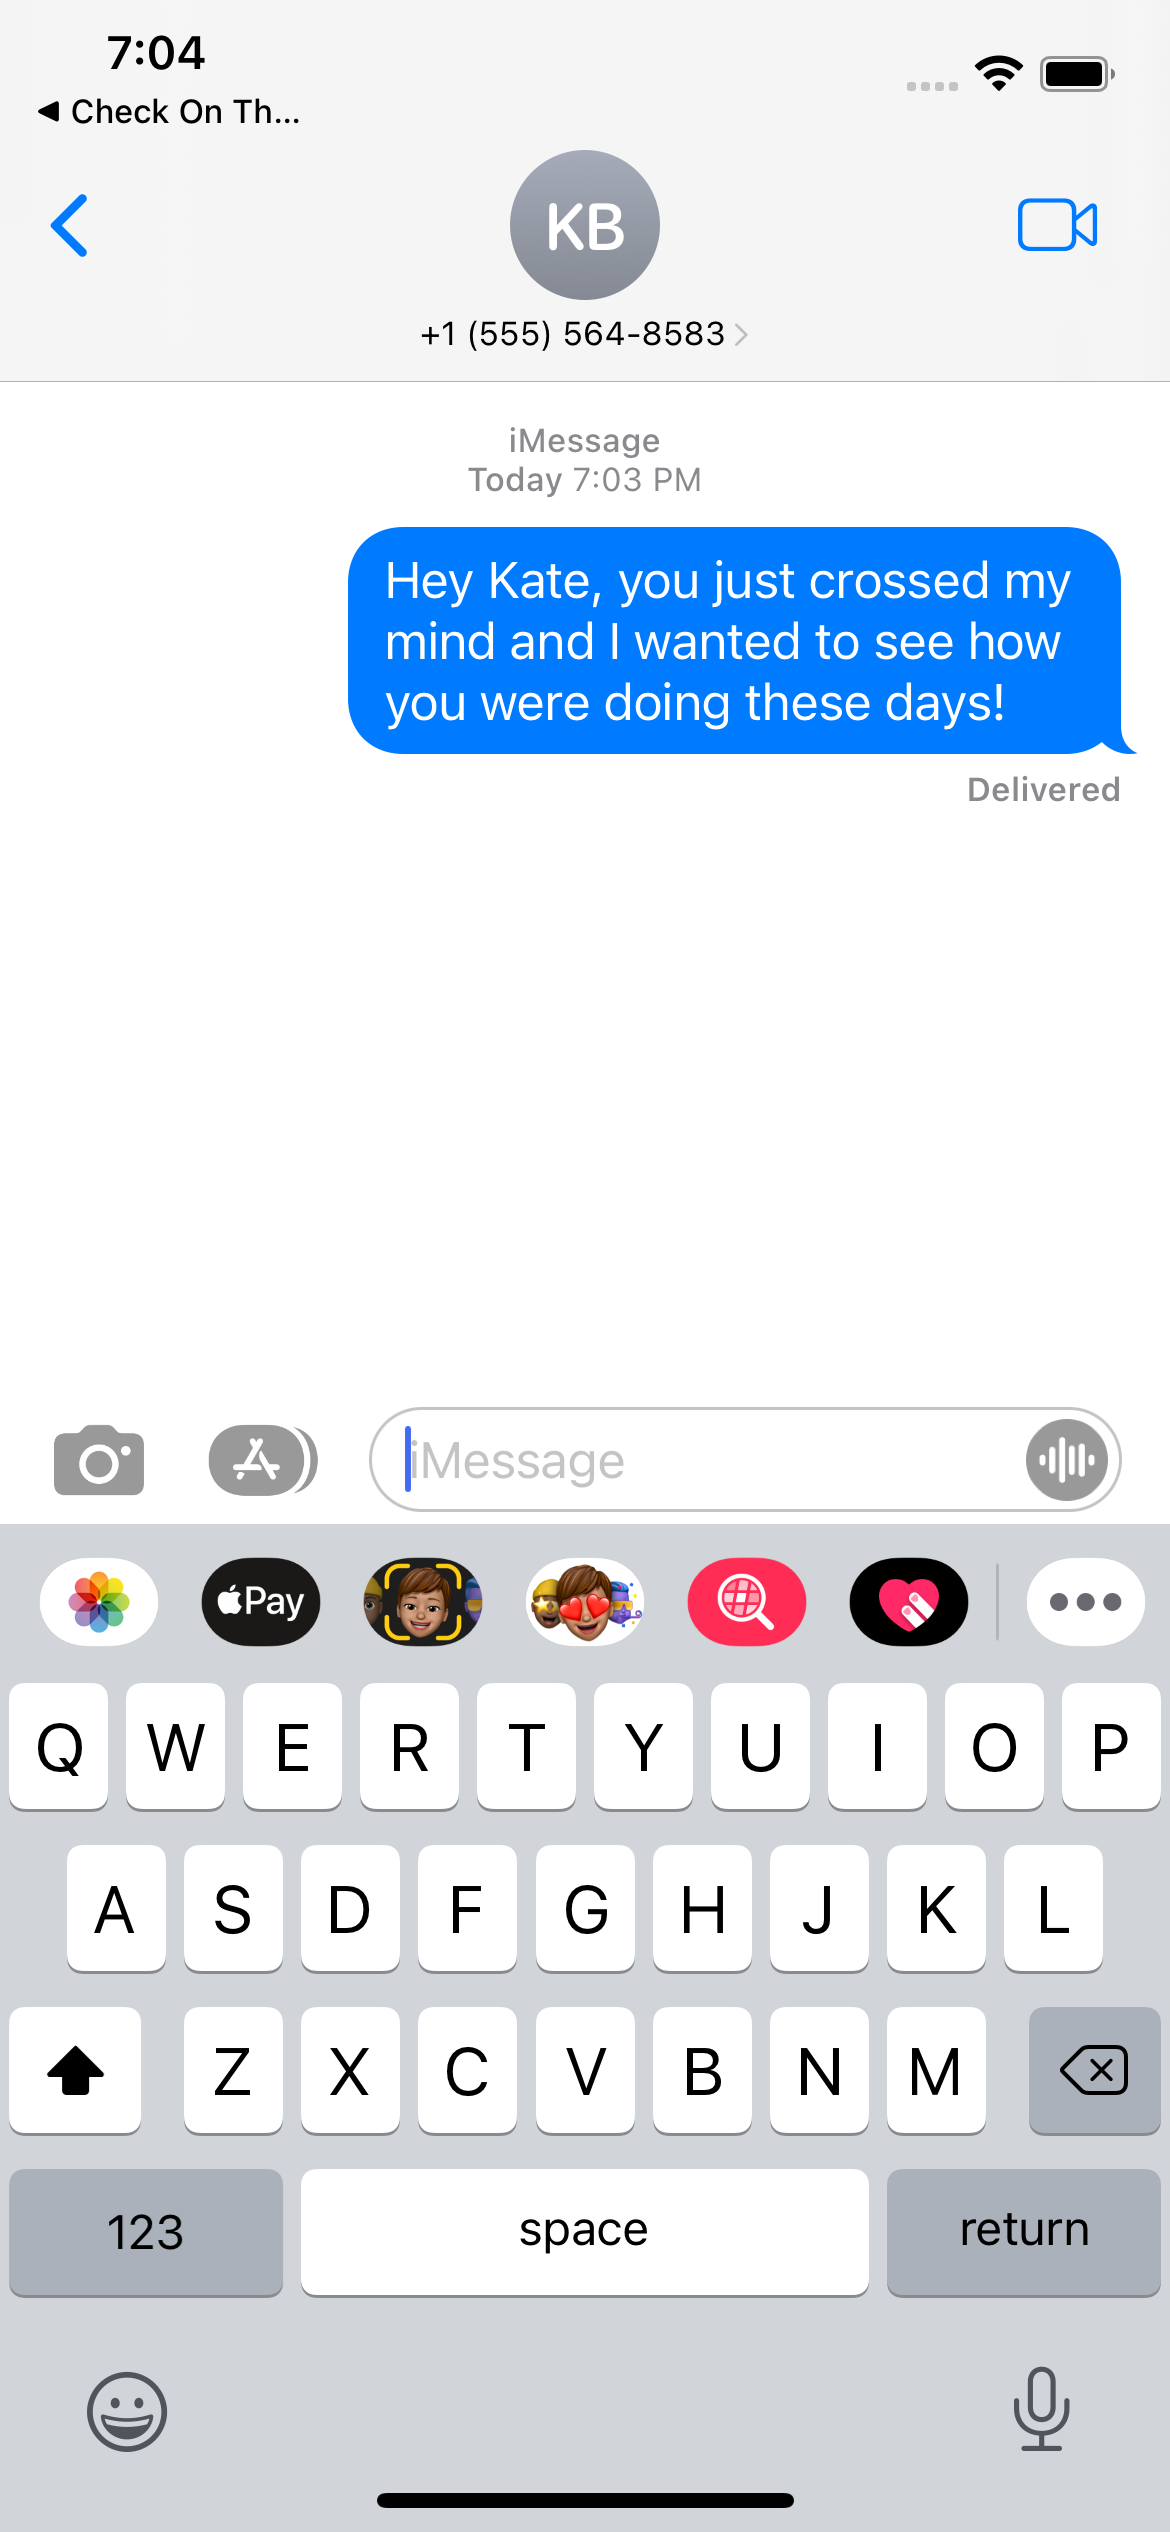 7:04
Check On Th...
KB
+1 (555) 564-8583
iMessage
Today 7:03 PM
Hey Kate, you just crossed my
mind and I wanted to see how
you were doing these days!
Delivered
iMessage
Pay
Q W E R T Y U I O P
A S D F G H J K L
Z X C V B N M
123 space return